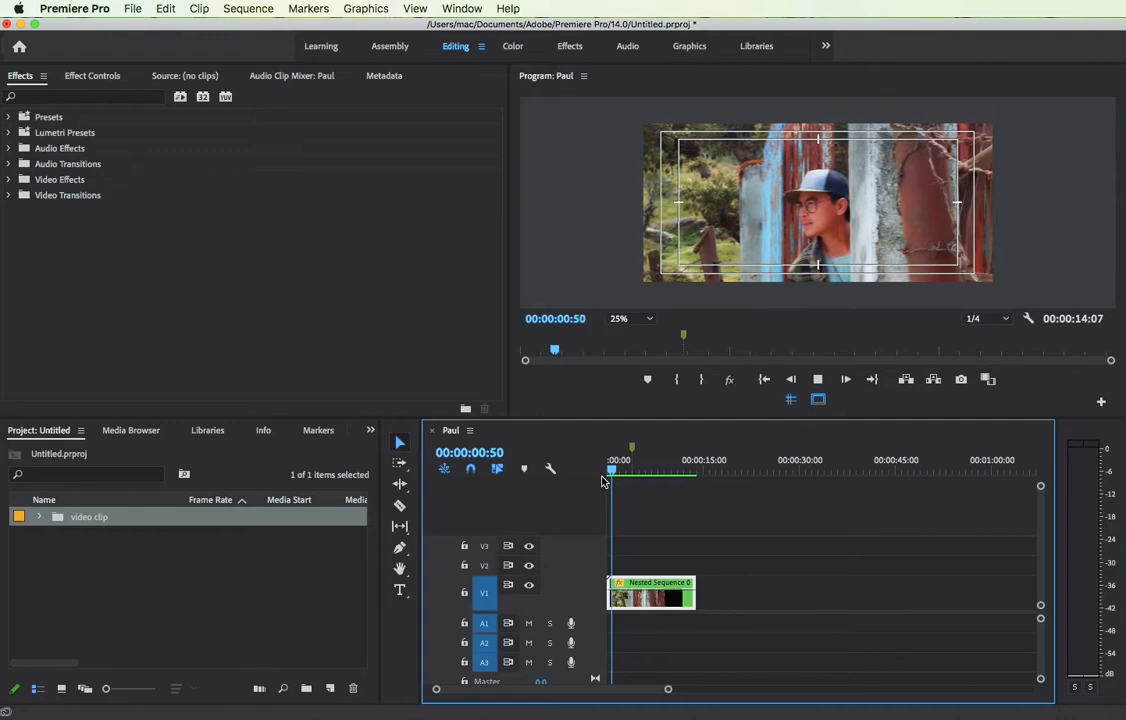 Premiere Pro File Edit Clip Sequence Markers Graphics View Window Help
/Users/mac/Documents/Adobe/Premiere Pro/14.0/Untitled.prproj *
Learning Assembly Editing Color Effects Audio Graphics Libraries
Effects Effect Controls Source: (no clips) Audio Clip Mixer: Paul Metadata
Program: Paul
32 YUV
Presets
Lumetri Presets
Audio Effects
Audio Transitions
Video Effects
Video Transitions
00:00:00:50 25% 1/4 00:00:14:07
fx
Project: Untitled Media Browser Libraries Info Markers
Untitled.prproj
1 of 1 items selected
Name Frame Rate Media Start Media
video clip
× Paul
00:00:00:50
:00:00 00:00:15:00 00:00:30:00 00:00:45:00 00:01:00:00
V3
V2
V1
fx Nested Sequence 0
A1 M S
A2 M S
A3 M S
Master 0.0
T
0
-6
-12
-18
-24
-30
-36
-42
-48
-54
dB
S S